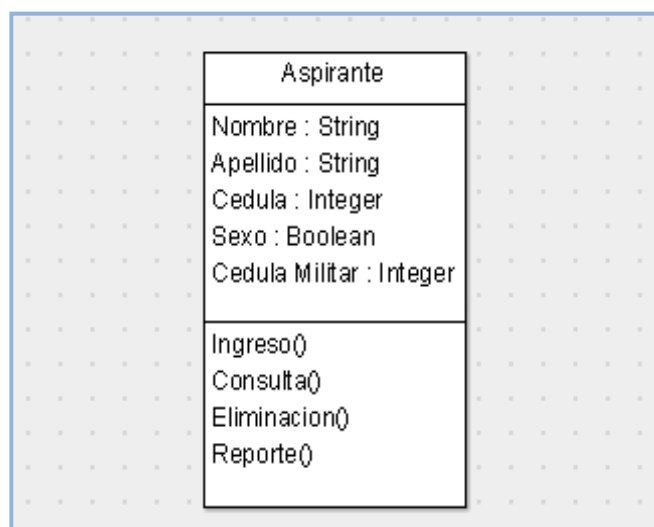 Aspirante
Nombre : String
Apellido : String
Cedula : Integer
Sexo : Boolean
Cedula Militar : Integer
Ingreso()
Consulta()
Eliminacion()
Reporte()